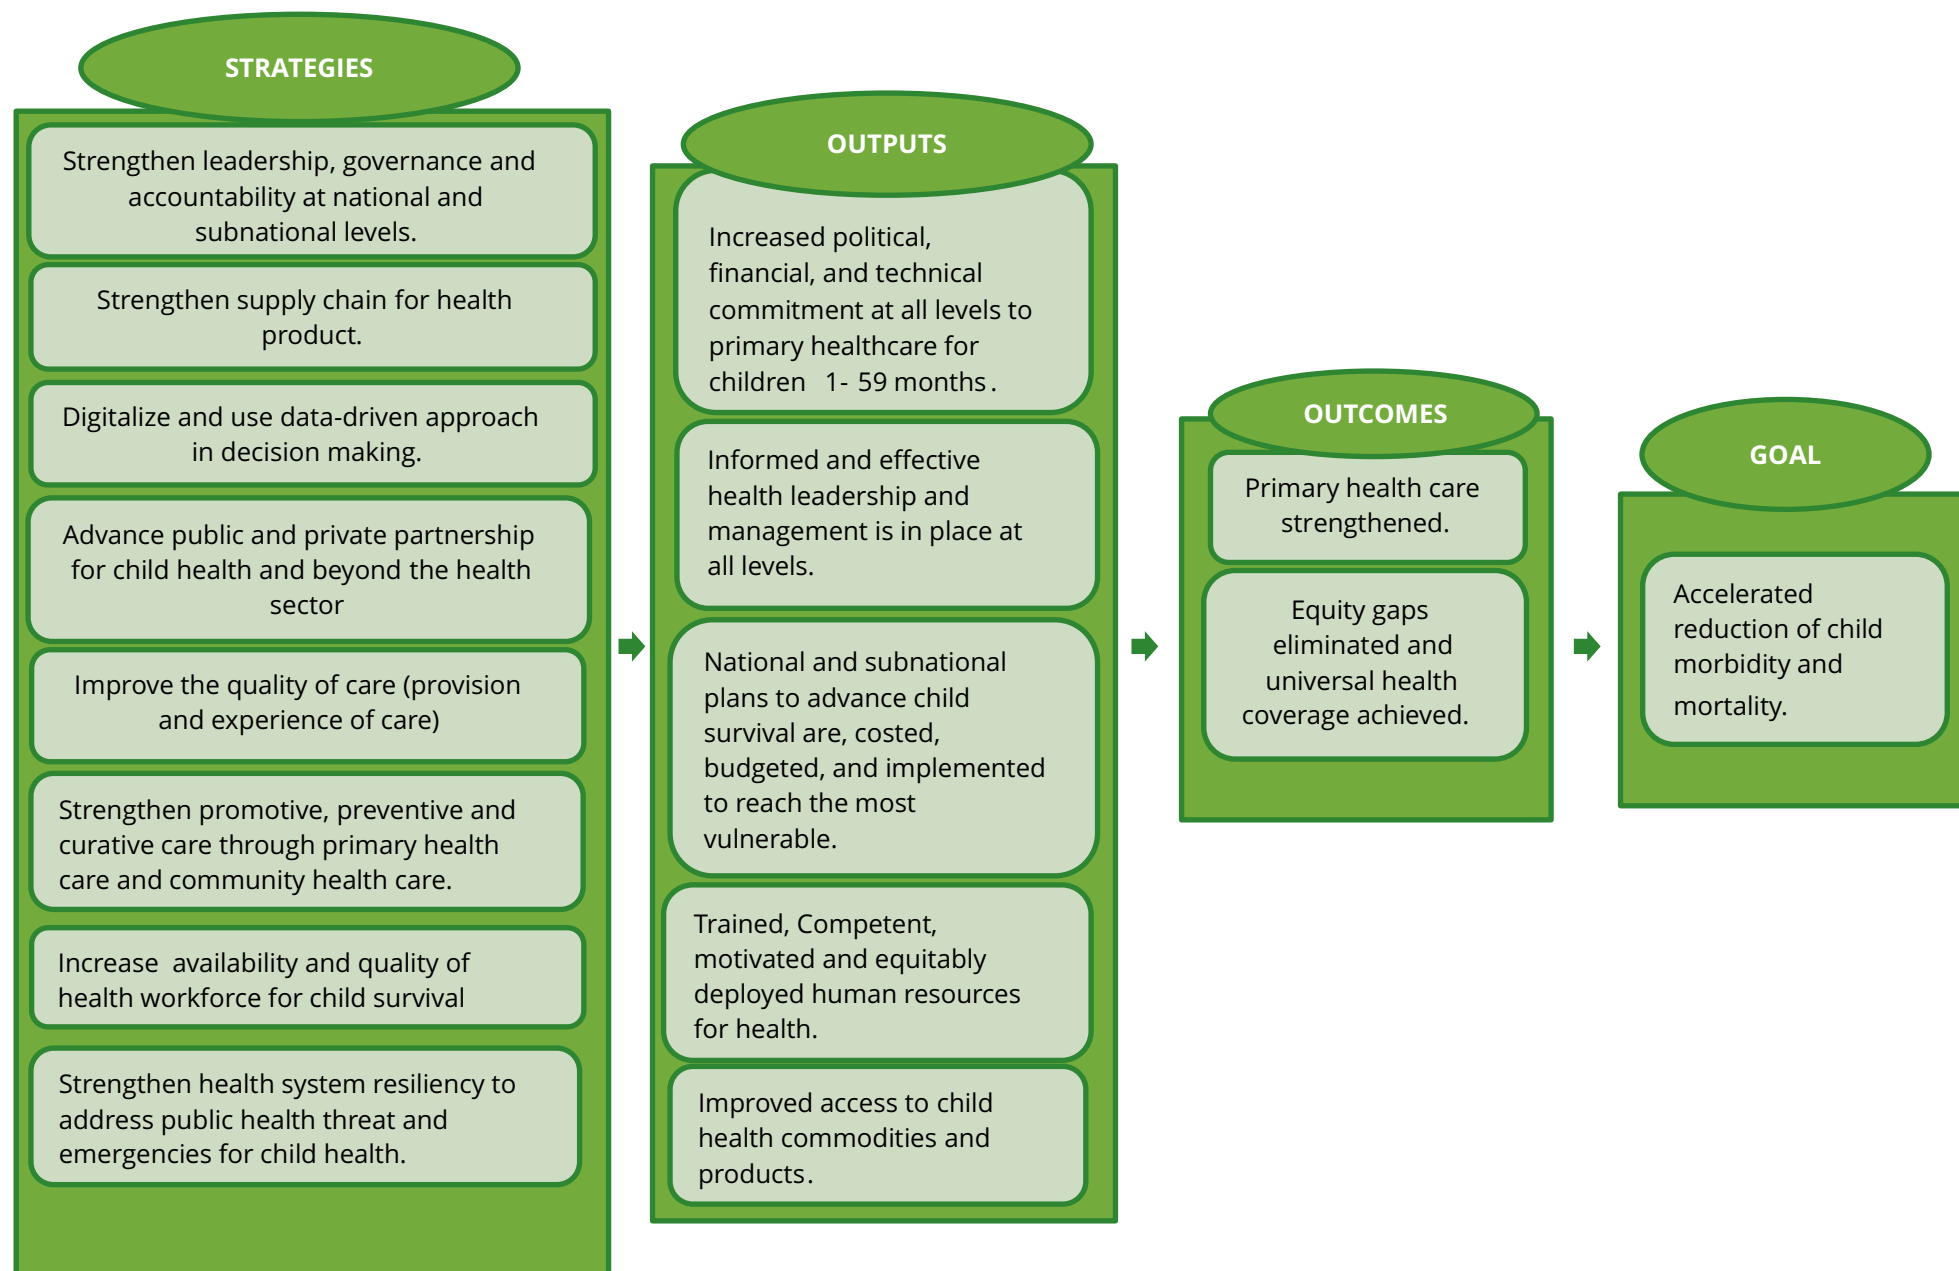 STRATEGIES
Strengthen leadership, governance and
accountability at national and
subnational levels.
Strengthen supply chain for health
product.
Digitalize and use data-driven approach
in decision making.
Advance public and private partnership
for child health and beyond the health
sector
Improve the quality of care (provision
and experience of care)
Strengthen promotive, preventive and
curative care through primary health
care and community health care.
Increase availability and quality of
health workforce for child survival
Strengthen health system resiliency to
address public health threat and
emergencies for child health.
OUTPUTS
Increased political,
financial, and technical
commitment at all levels to
primary healthcare for
children 1- 59 months.
Informed and effective
health leadership and
management is in place at
all levels.
National and subnational
plans to advance child
survival are, costed,
budgeted, and implemented
to reach the most
vulnerable.
Trained, Competent,
motivated and equitably
deployed human resources
for health.
Improved access to child
health commodities and
products.
OUTCOMES
Primary health care
strengthened.
Equity gaps
eliminated and
universal health
coverage achieved.
GOAL
Accelerated
reduction of child
morbidity and
mortality.